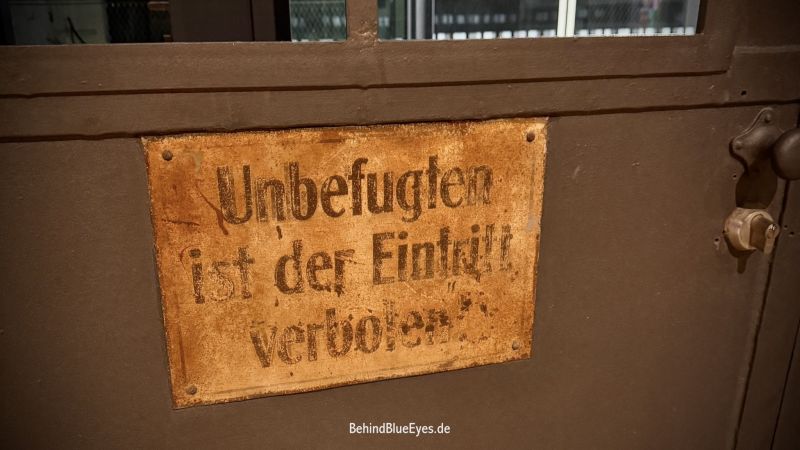 Unbefugten
ist der Eintritt
verboten
BehindBlueEyes.de